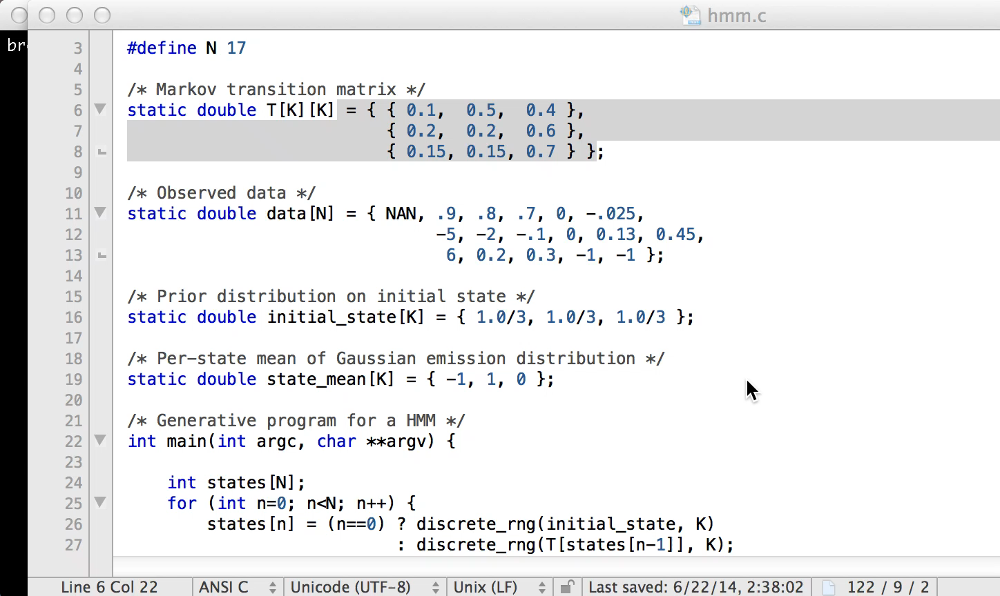 hmm.c
br
3 #define N 17
4
5 /* Markov transition matrix */
6 static double T[K][K] = { { 0.1, 0.5, 0.4 },
7 { 0.2, 0.2, 0.6 },
8 { 0.15, 0.15, 0.7 } };
9
10 /* Observed data */
11 static double data[N] = { NAN, .9, .8, .7, 0, -.025,
12 -5, -2, -.1, 0, 0.13, 0.45,
13 6, 0.2, 0.3, -1, -1 };
14
15 /* Prior distribution on initial state */
16 static double initial_state[K] = { 1.0/3, 1.0/3, 1.0/3 };
17
18 /* Per-state mean of Gaussian emission distribution */
19 static double state_mean[K] = { -1, 1, 0 };
20
21 /* Generative program for a HMM */
22 int main(int argc, char **argv) {
23
24 int states[N];
25 for (int n=0; n<N; n++) {
26 states[n] = (n==0) ? discrete_rng(initial_state, K)
27 : discrete_rng(T[states[n-1]], K);
Line 6 Col 22 ANSI C Unicode (UTF-8) Unix (LF) Last saved: 6/22/14, 2:38:02 122 / 9 / 2